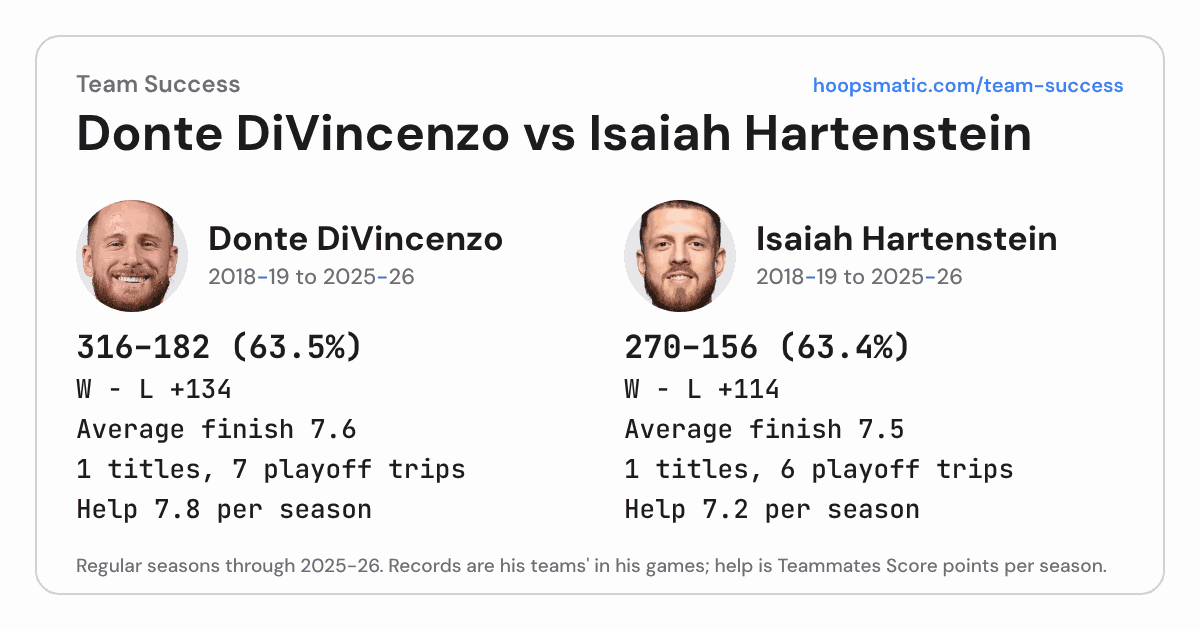 Team Success
hoopsmatic.com/team-success
Donte DiVincenzo vs Isaiah Hartenstein
Donte DiVincenzo
2018-19 to 2025-26
316-182 (63.5%)
W - L +134
Average finish 7.6
1 titles, 7 playoff trips
Help 7.8 per season
Isaiah Hartenstein
2018-19 to 2025-26
270-156 (63.4%)
W - L +114
Average finish 7.5
1 titles, 6 playoff trips
Help 7.2 per season
Regular seasons through 2025-26. Records are his teams' in his games; help is Teammates Score points per season.